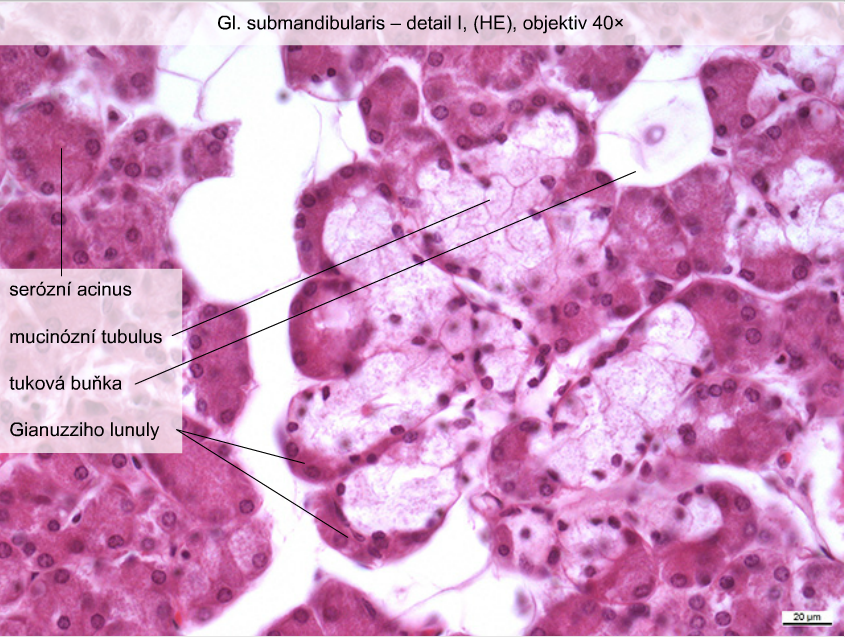 Gl. submandibularis – detail I, (HE), objektiv 40×
serózní acinus
mucinózní tubulus
tuková buňka
Gianuzziho lunuly
20 µm